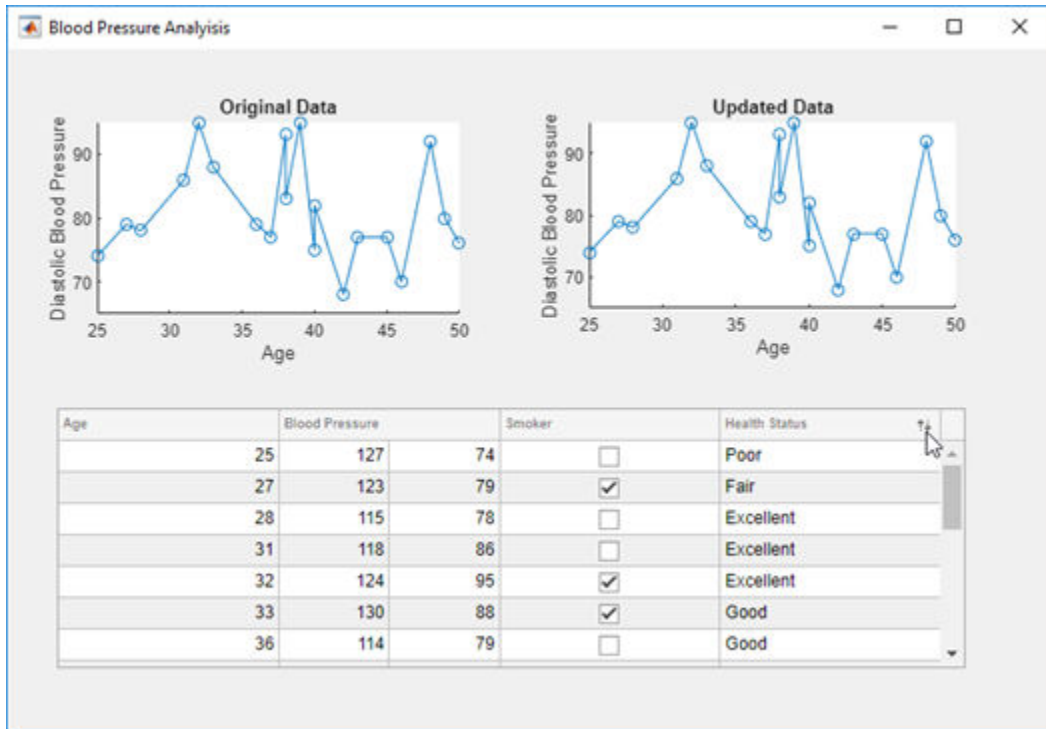 Blood Pressure Analyisis
Original Data
Diastolic Blood Pressure
90
80
70
25 30 35 40 45 50
Age
Updated Data
Diastolic Blood Pressure
90
80
70
25 30 35 40 45 50
Age
Age Blood Pressure Smoker Health Status
25 127 74 Poor
27 123 79 Fair
28 115 78 Excellent
31 118 86 Excellent
32 124 95 Excellent
33 130 88 Good
36 114 79 Good